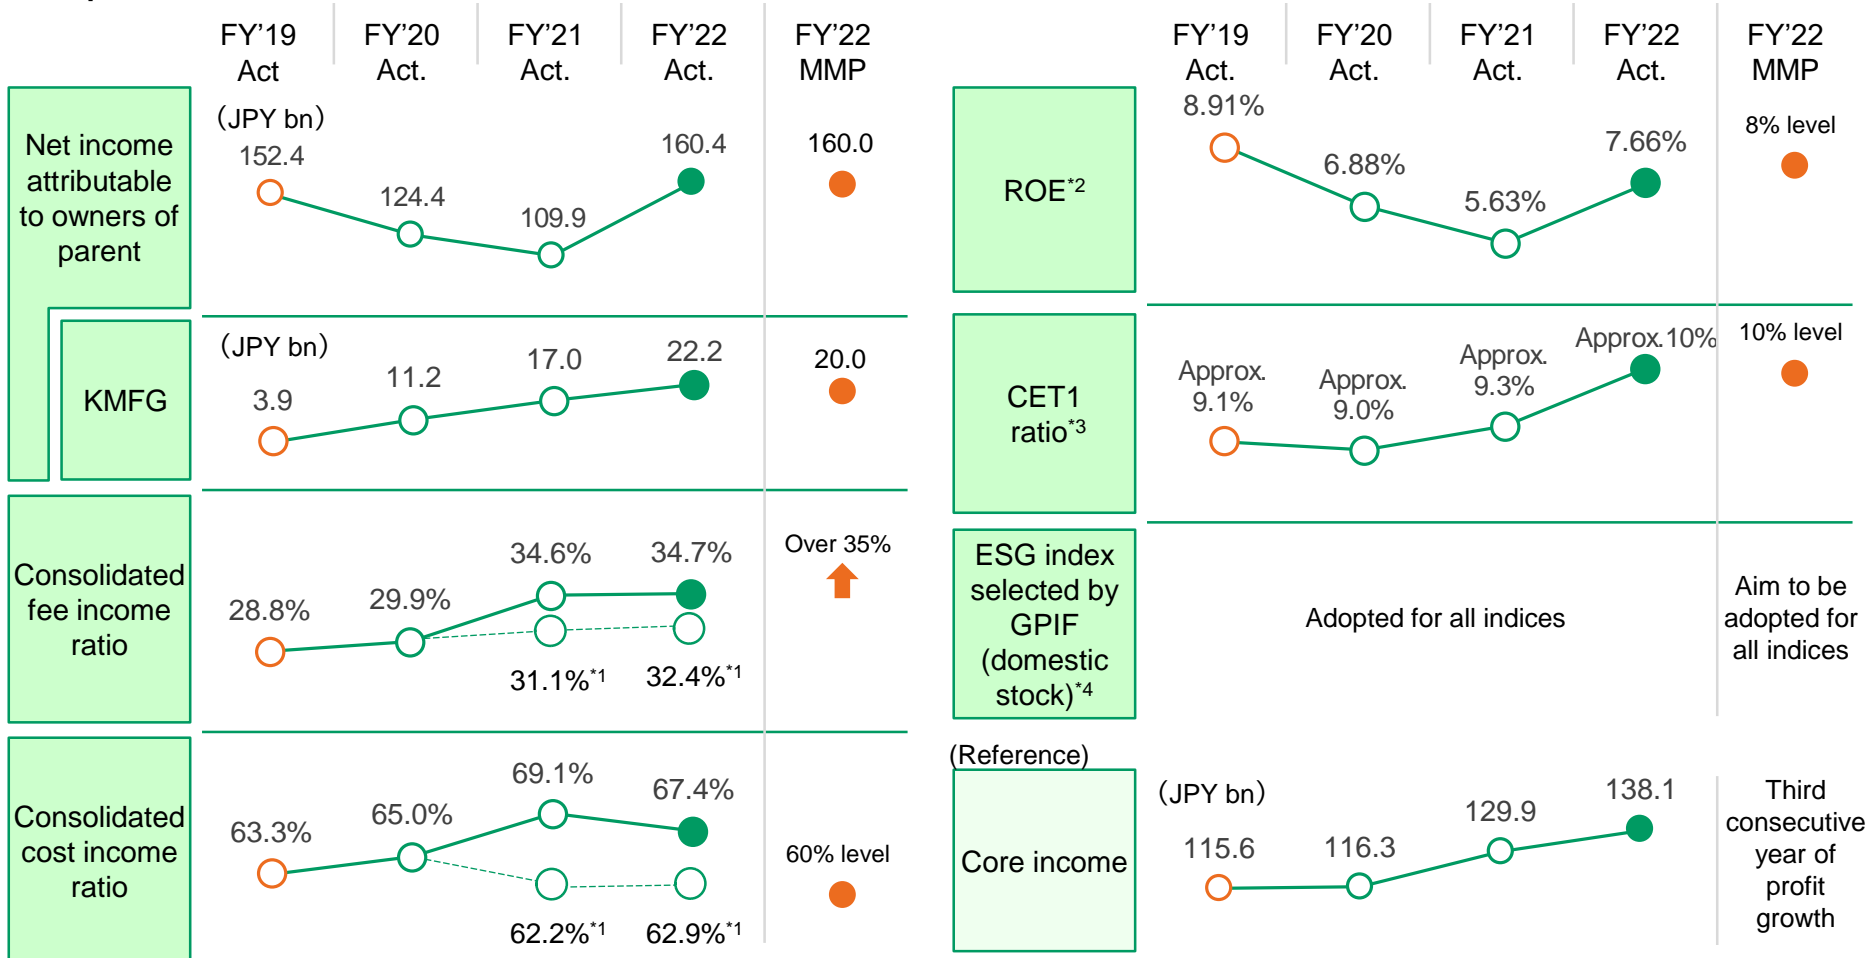 FY’19
Act
FY’20
Act.
FY’21
Act.
FY’22
Act.
FY’22
MMP
Net income
attributable
to owners of
parent
（JPY bn）
152.4
124.4
109.9
160.4
160.0
KMFG
（JPY bn）
3.9
11.2
17.0
22.2
20.0
Consolidated
fee income
ratio
28.8%
29.9%
34.6%
34.7%
31.1%*1
32.4%*1
Over 35%
Consolidated
cost income
ratio
63.3%
65.0%
69.1%
67.4%
62.2%*1
62.9%*1
60% level
FY’19
Act.
FY’20
Act.
FY’21
Act.
FY’22
Act.
FY’22
MMP
ROE*2
8.91%
6.88%
5.63%
7.66%
8% level
CET1
ratio*3
Approx.
9.1%
Approx.
9.0%
Approx.
9.3%
Approx.10%
10% level
ESG index
selected by
GPIF
(domestic
stock)*4
Adopted for all indices
Aim to be
adopted for
all indices
(Reference)
Core income
（JPY bn）
115.6
116.3
129.9
138.1
Third
consecutive
year of
profit
growth